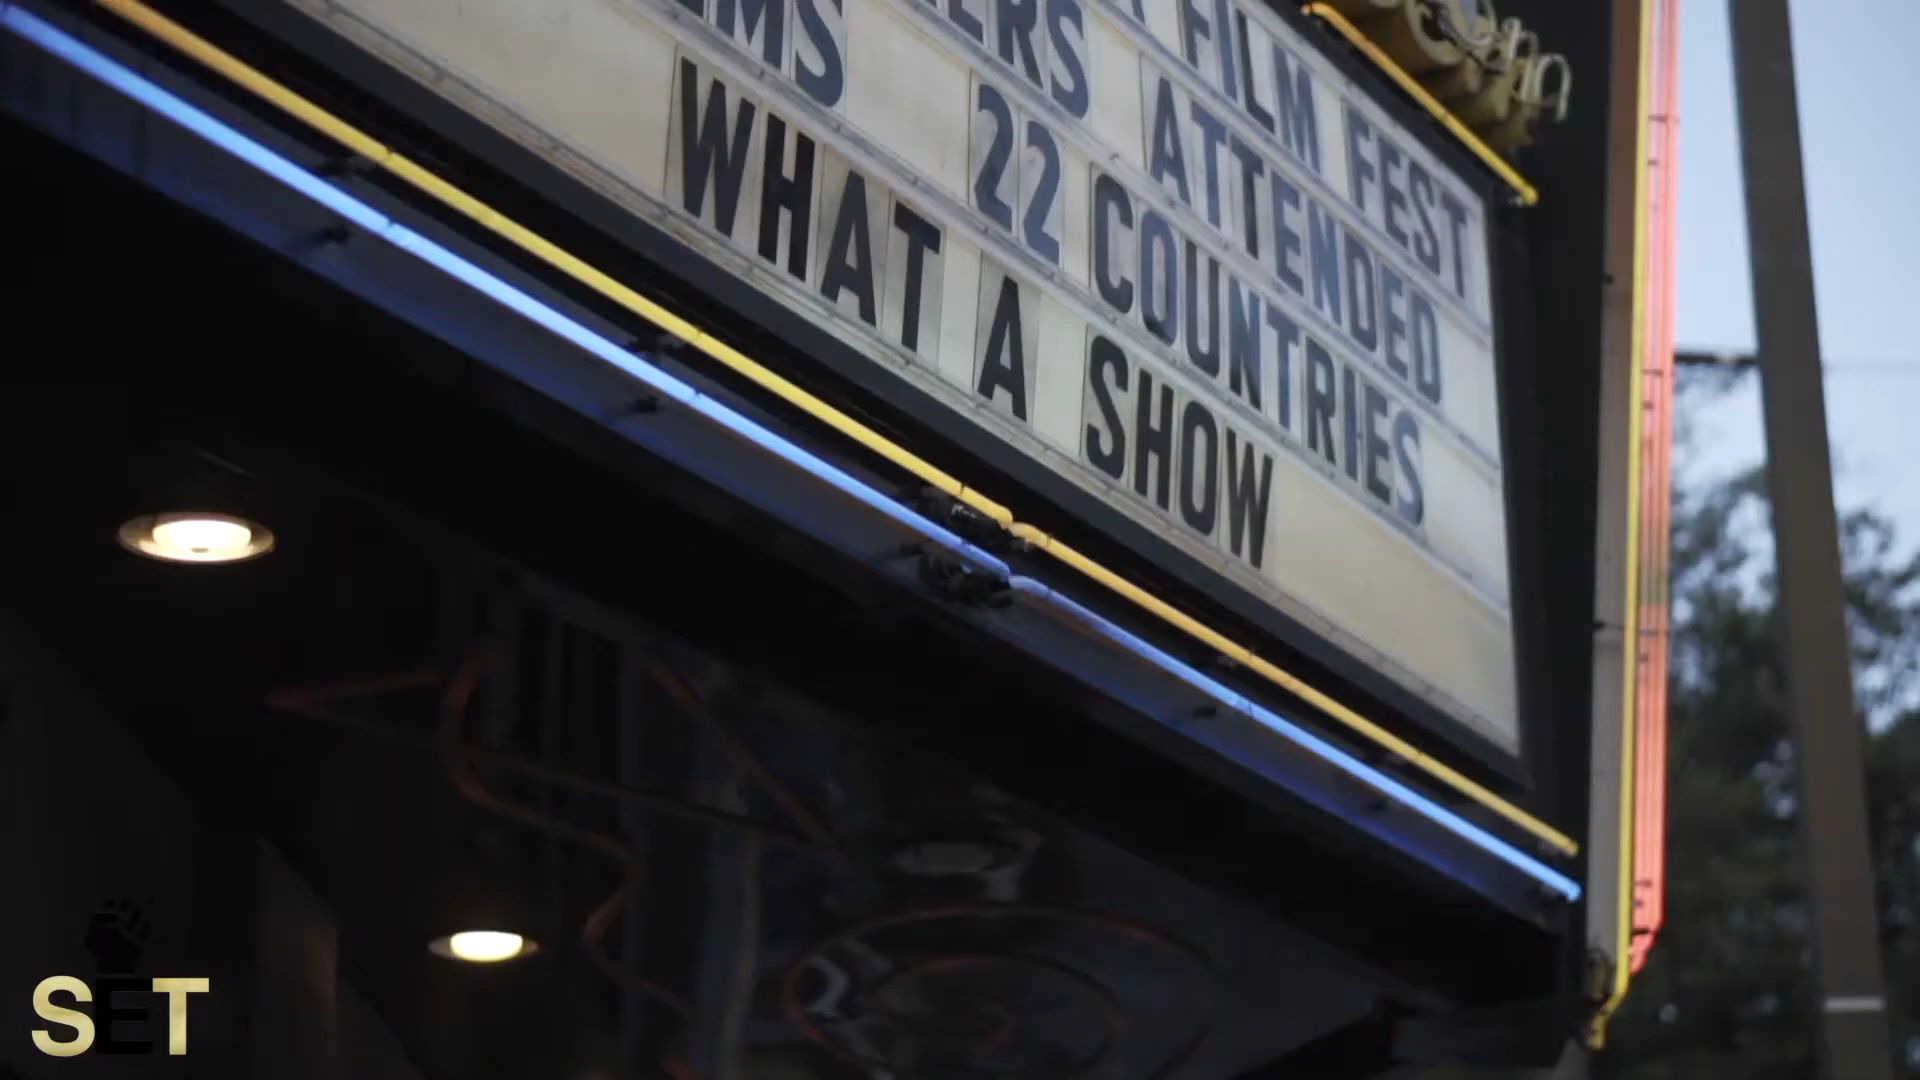 FILM FEST
ATTENDED
22 COUNTRIES
WHAT A SHOW
SET